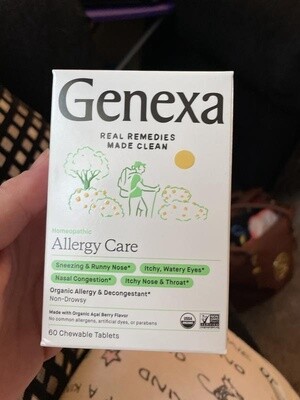 Genexa
REAL REMEDIES
MADE CLEAN
Homeopathic
Allergy Care
Sneezing & Runny Nose*
Itchy, Watery Eyes*
Nasal Congestion*
Itchy Nose & Throat*
Organic Allergy & Decongestant*
Non-Drowsy
Made with Organic Açaí Berry Flavor
No common allergens, artificial dyes, or parabens
60 Chewable Tablets
USDA
ORGANIC